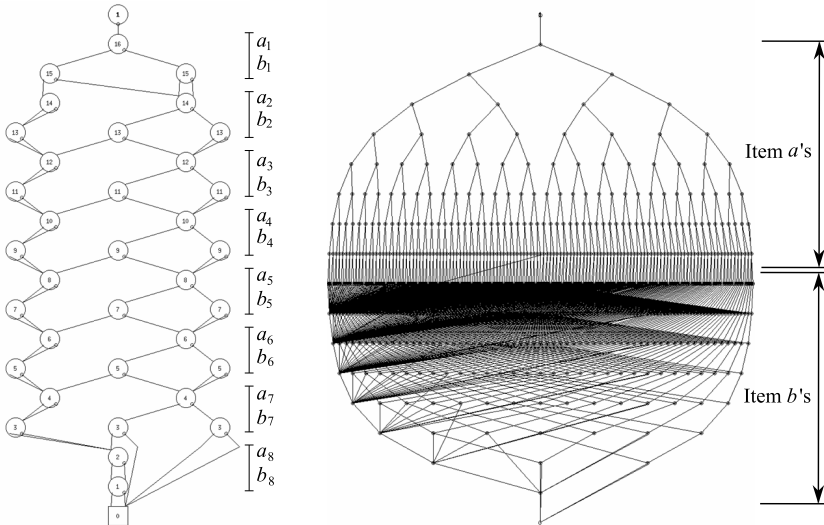 1
16
a1
b1
15 15
14 14
a2
b2
13 13 13
12 12
a3
b3
11 11 11
10 10
a4
b4
9 9 9
8 8
a5
b5
7 7 7
6 6
a6
b6
5 5 5
4 4
a7
b7
3 3 3
2
a8
b8
1
0
Item a's
Item b's